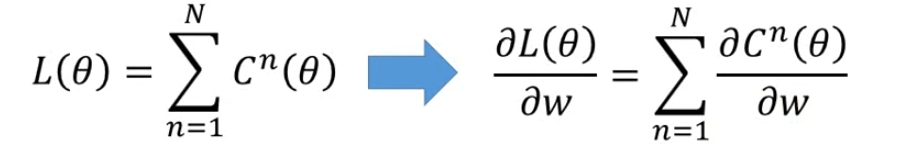 L(θ) = ∑_{n=1}^{N} C^n(θ) ➡ ∂L(θ)/∂w = ∑_{n=1}^{N} ∂C^n(θ)/∂w